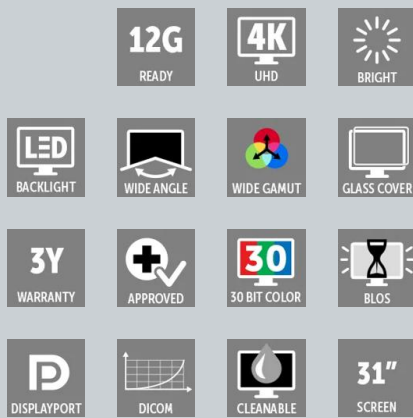 12G
READY
4K
UHD
BRIGHT
LED
BACKLIGHT
WIDE ANGLE
WIDE GAMUT
GLASS COVER
3Y
WARRANTY
APPROVED
30
30 BIT COLOR
BLOS
D
DISPLAYPORT
DICOM
CLEANABLE
31"
SCREEN